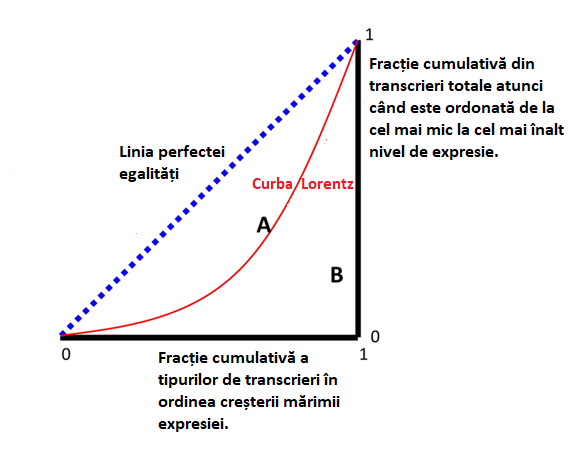 1
Fracție cumulativă din
transcrieri totale atunci
când este ordonată de la
cel mai mic la cel mai înalt
nivel de expresie.
Linia perfectei
egalități
Curba Lorentz
A
B
0
0
1
Fracție cumulativă a
tipurilor de transcrieri în
ordinea creșterii mărimii
expresiei.